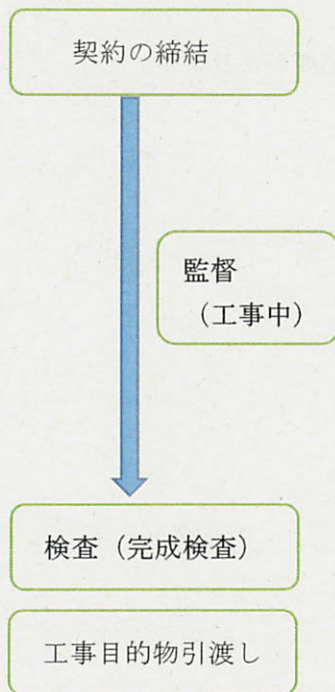 契約の締結
監督
（工事中）
検査（完成検査）
工事目的物引渡し